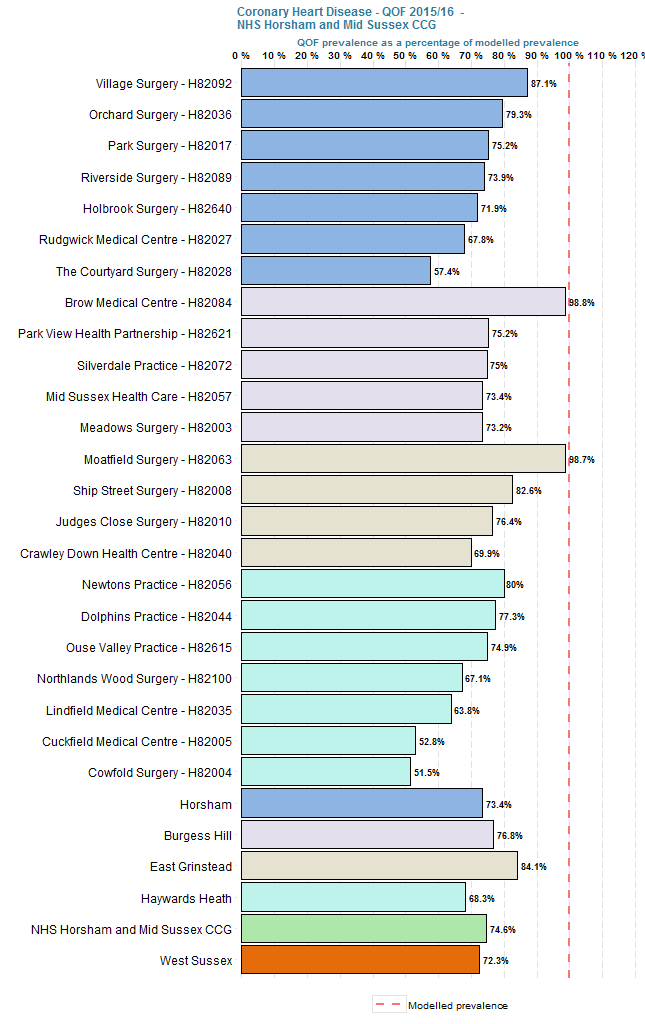 Coronary Heart Disease - QOF 2015/16 -
NHS Horsham and Mid Sussex CCG
QOF prevalence as a percentage of modelled prevalence
0 % 10 % 20 % 30 % 40 % 50 % 60 % 70 % 80 % 90 % 100 % 110 % 120 %
Village Surgery - H82092 87.1%
Orchard Surgery - H82036 79.3%
Park Surgery - H82017 75.2%
Riverside Surgery - H82089 73.9%
Holbrook Surgery - H82640 71.9%
Rudgwick Medical Centre - H82027 67.8%
The Courtyard Surgery - H82028 57.4%
Brow Medical Centre - H82084 98.8%
Park View Health Partnership - H82621 75.2%
Silverdale Practice - H82072 75%
Mid Sussex Health Care - H82057 73.4%
Meadows Surgery - H82003 73.2%
Moatfield Surgery - H82063 98.7%
Ship Street Surgery - H82008 82.6%
Judges Close Surgery - H82010 76.4%
Crawley Down Health Centre - H82040 69.9%
Newtons Practice - H82056 80%
Dolphins Practice - H82044 77.3%
Ouse Valley Practice - H82615 74.9%
Northlands Wood Surgery - H82100 67.1%
Lindfield Medical Centre - H82035 63.8%
Cuckfield Medical Centre - H82005 52.8%
Cowfold Surgery - H82004 51.5%
Horsham 73.4%
Burgess Hill 76.8%
East Grinstead 84.1%
Haywards Heath 68.3%
NHS Horsham and Mid Sussex CCG 74.6%
West Sussex 72.3%
Modelled prevalence